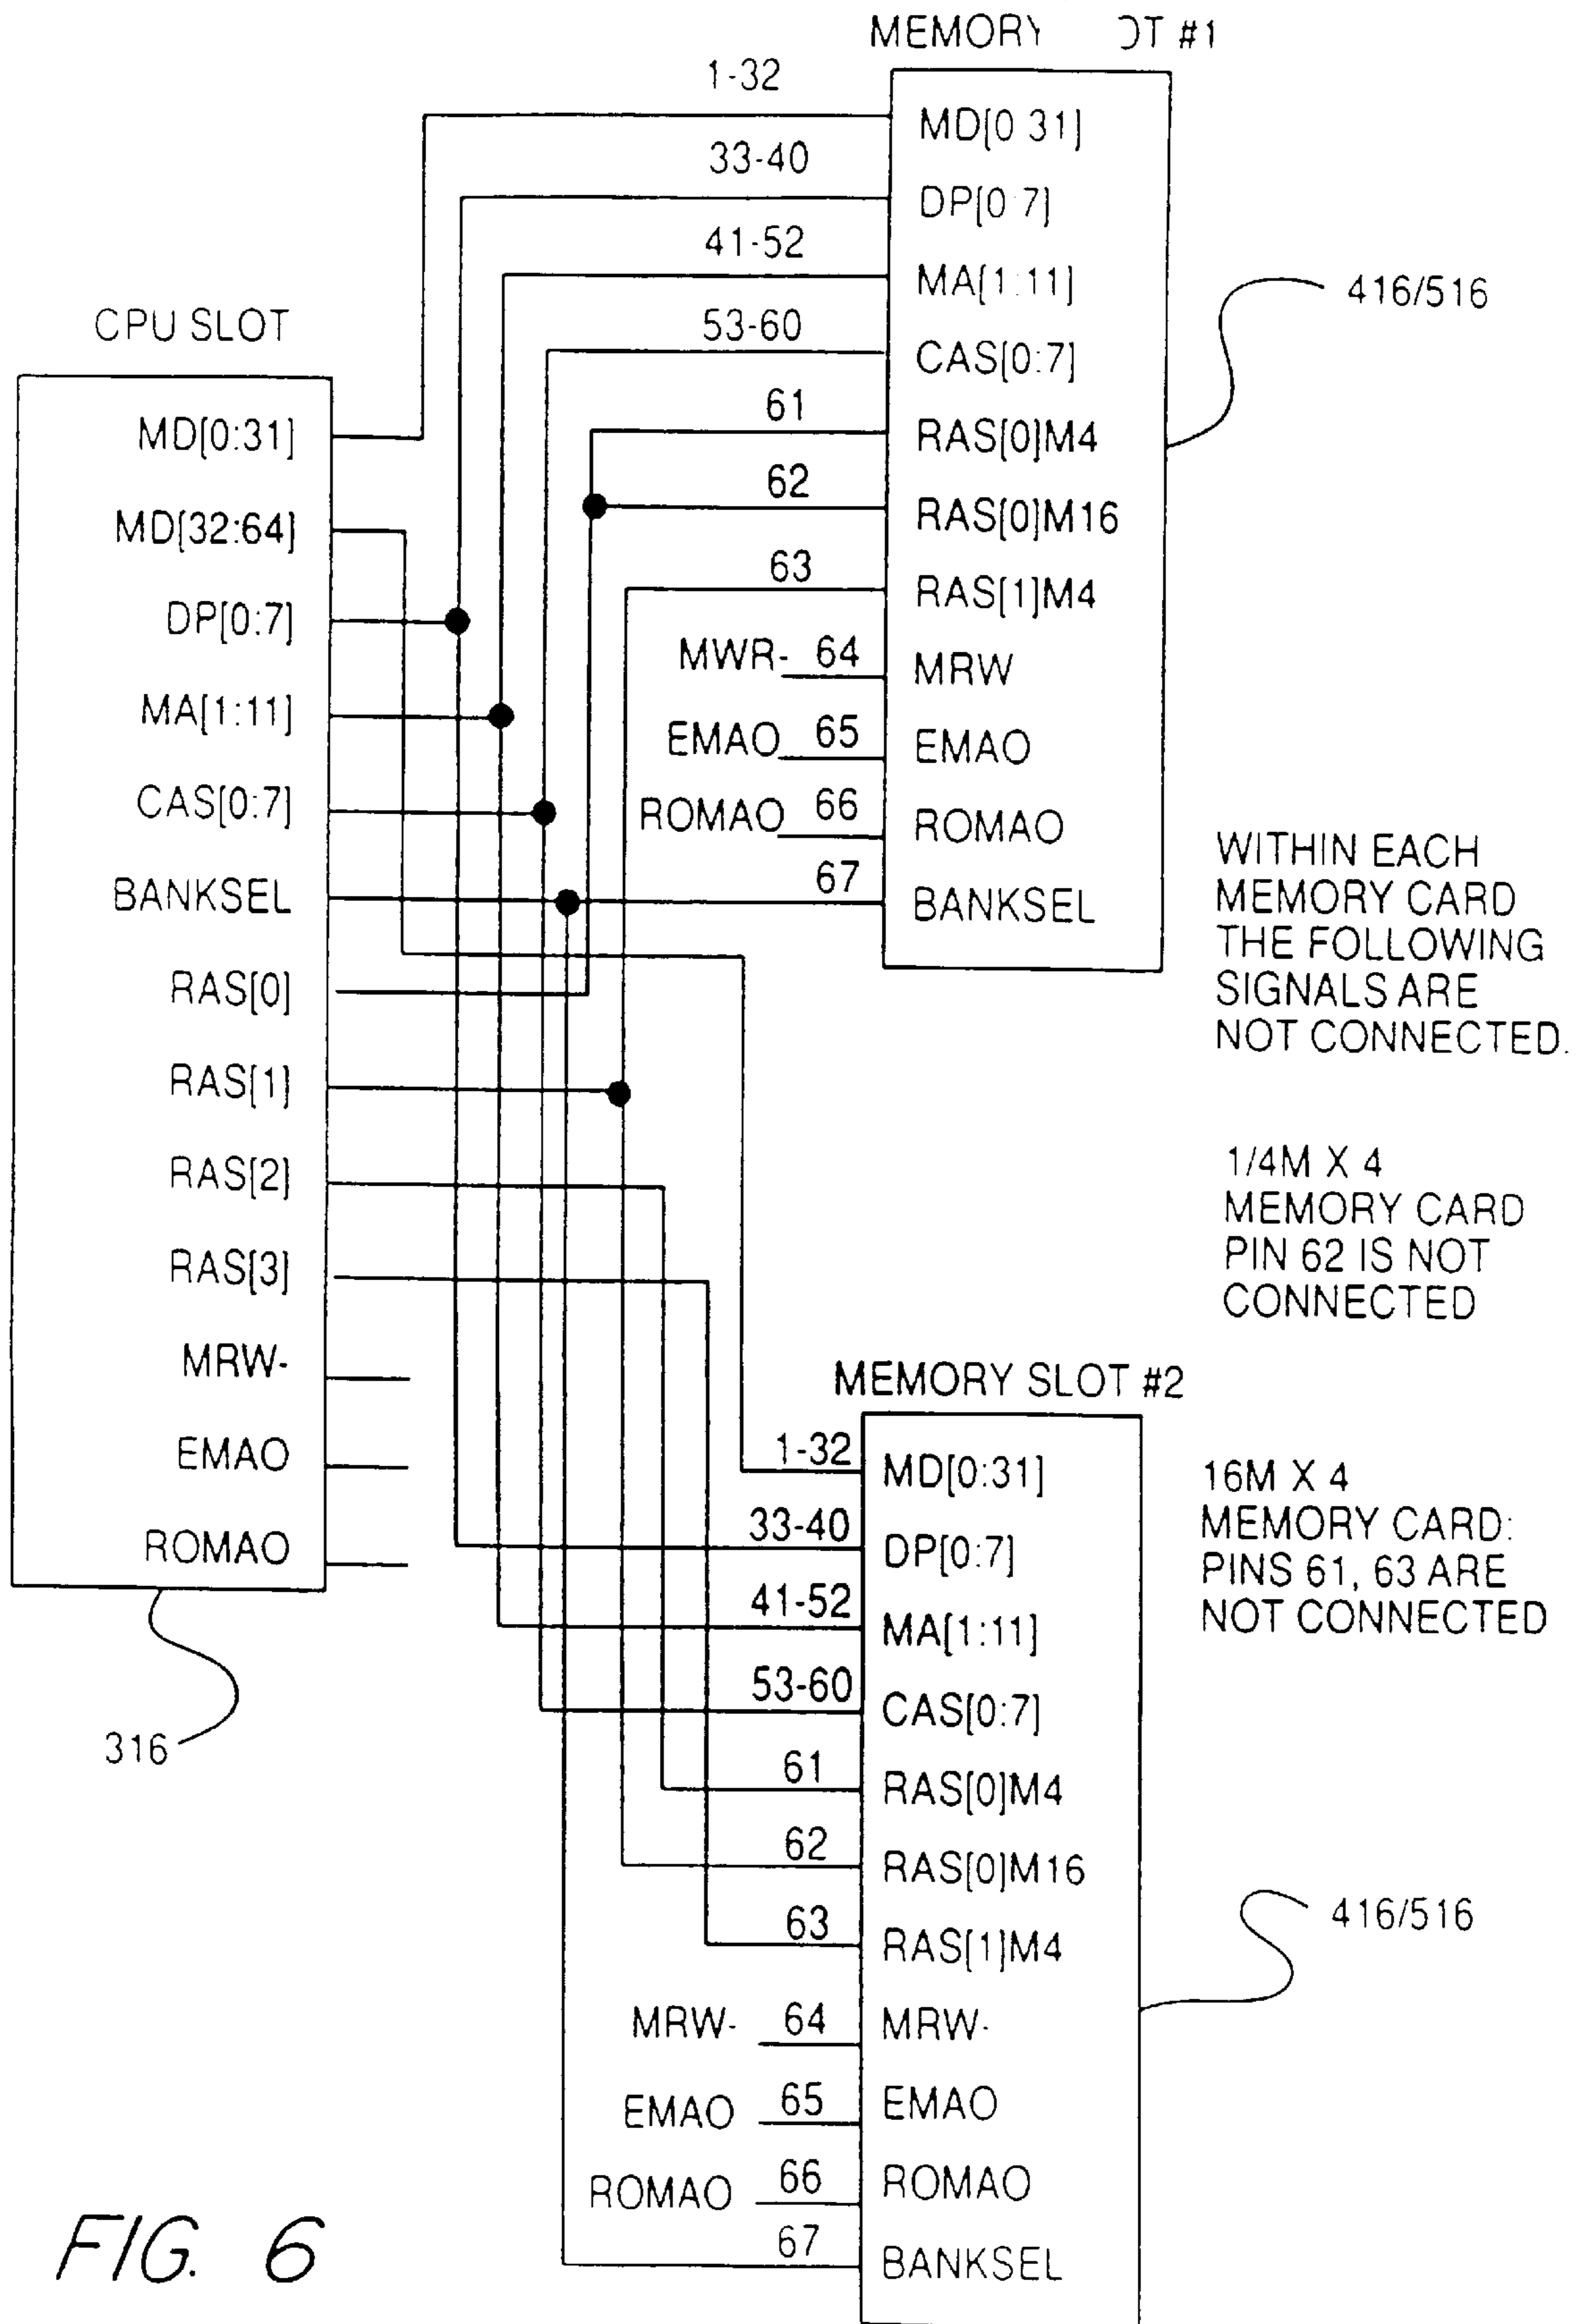 MEMORY OT #1
1-32
MD[0 31]
33-40
DP[0 7]
41-52
MA[1:11]
53-60
CAS[0:7]
61
RAS[0]M4
62
RAS[0]M16
63
RAS[1]M4
MWR- 64
MRW
EMAO 65
EMAO
ROMAO 66
ROMAO
67
BANKSEL
416/516
CPU SLOT
MD[0:31]
MD[32:64]
DP[0:7]
MA[1:11]
CAS[0:7]
BANKSEL
RAS[0]
RAS[1]
RAS[2]
RAS[3]
MRW-
EMAO
ROMAO
316
WITHIN EACH
MEMORY CARD
THE FOLLOWING
SIGNALS ARE
NOT CONNECTED.
1/4M X 4
MEMORY CARD
PIN 62 IS NOT
CONNECTED
16M X 4
MEMORY CARD:
PINS 61, 63 ARE
NOT CONNECTED
MEMORY SLOT #2
1-32
MD[0:31]
33-40
DP[0:7]
41-52
MA[1:11]
53-60
CAS[0:7]
61
RAS[0]M4
62
RAS[0]M16
63
RAS[1]M4
MRW- 64
MRW-
EMAO 65
EMAO
ROMAO 66
ROMAO
67
BANKSEL
416/516
FIG. 6